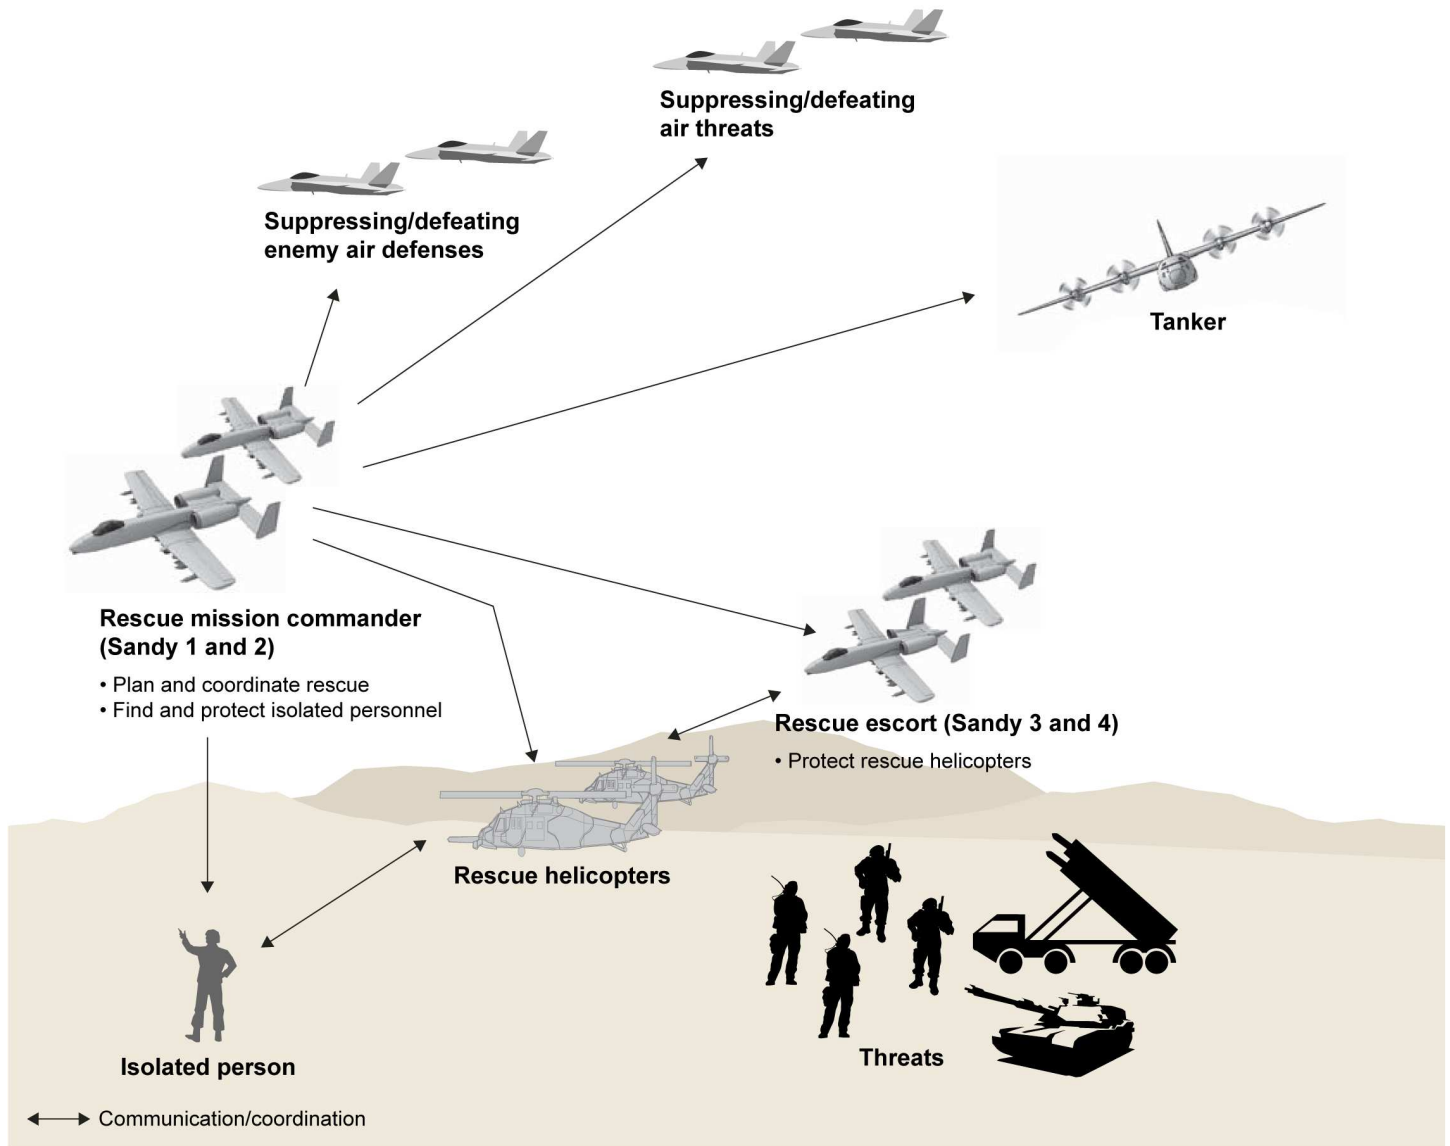 Suppressing/defeating
air threats
Suppressing/defeating
enemy air defenses
Tanker
Rescue mission commander
(Sandy 1 and 2)
• Plan and coordinate rescue
• Find and protect isolated personnel
Rescue escort (Sandy 3 and 4)
• Protect rescue helicopters
Rescue helicopters
Isolated person
Threats
Communication/coordination